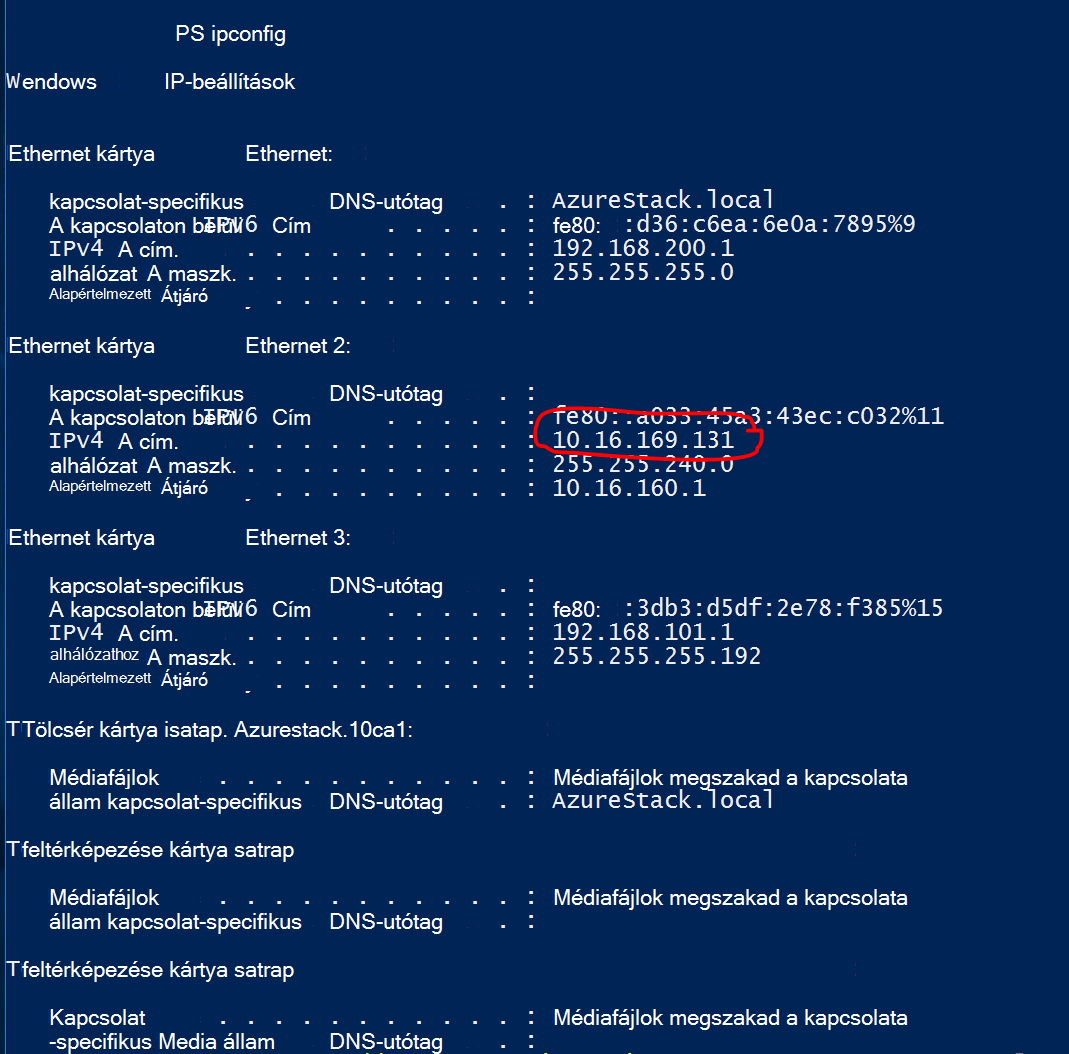 PS ipconfig
Wendows IP-beállítások
Ethernet kártya Ethernet:
kapcsolat-specifikus DNS-utótag . : AzureStack.local
A kapcsolaton belüli IPv6 Cím . . . . . : fe80: :d36:c6ea:6e0a:7895%9
IPv4 A cím. . . . . . . . . . . : 192.168.200.1
alhálózat A maszk. . . . . . . . . . . : 255.255.255.0
Alapértelmezett Átjáró . . . . . . . . . :
Ethernet kártya Ethernet 2:
kapcsolat-specifikus DNS-utótag . :
A kapcsolaton belüli IPv6 Cím . . . . . : fe80: :a033:45a3:43ec:c032%11
IPv4 A cím. . . . . . . . . . . : 10.16.169.131
alhálózat A maszk. . . . . . . . . . . : 255.255.240.0
Alapértelmezett Átjáró . . . . . . . . . : 10.16.160.1
Ethernet kártya Ethernet 3:
kapcsolat-specifikus DNS-utótag . :
A kapcsolaton belüli IPv6 Cím . . . . . : fe80: :3db3:d5df:2e78:f385%15
IPv4 A cím. . . . . . . . . . . : 192.168.101.1
alhálózathoz A maszk. . . . . . . . . . . : 255.255.255.192
Alapértelmezett Átjáró . . . . . . . . . :
T Tölcsér kártya isatap. Azurestack.10ca1:
Médiafájlok . . . . . . . . . . . : Médiafájlok megszakad a kapcsolata
állam kapcsolat-specifikus DNS-utótag . : AzureStack.local
Tfeltérképezése kártya satrap
Médiafájlok . . . . . . . . . . . : Médiafájlok megszakad a kapcsolata
állam kapcsolat-specifikus DNS-utótag . :
Tfeltérképezése kártya satrap
Kapcsolat . . . . . . . . . . . : Médiafájlok megszakad a kapcsolata
-specifikus Media állam DNS-utótag . :